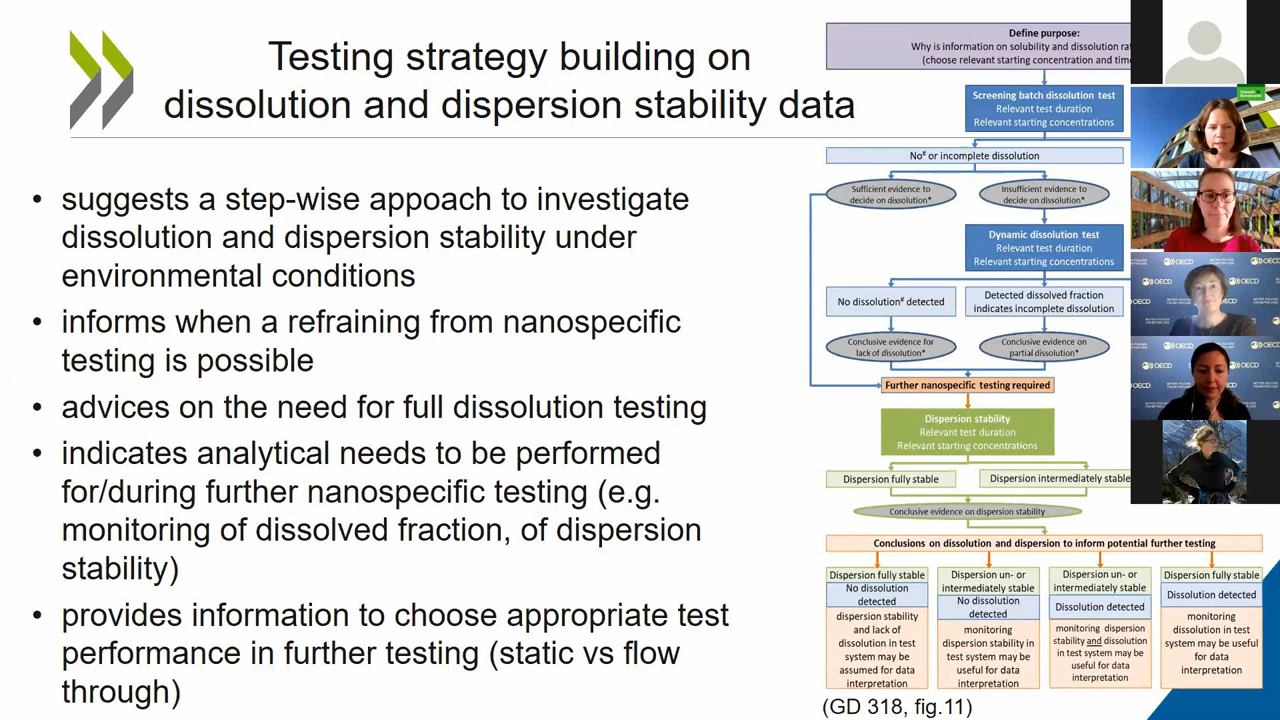 Testing strategy building on
dissolution and dispersion stability data
• suggests a step-wise appoach to investigate
dissolution and dispersion stability under
environmental conditions
• informs when a refraining from nanospecific
testing is possible
• advices on the need for full dissolution testing
• indicates analytical needs to be performed
for/during further nanospecific testing (e.g.
monitoring of dissolved fraction, of dispersion
stability)
• provides information to choose appropriate test
performance in further testing (static vs flow
through)
Define purpose:
Why is information on solubility and dissolution
(choose relevant starting concentration and
Screening batch dissolution test
Relevant test duration
Relevant starting concentrations
No# or incomplete dissolution
Sufficient evidence to
decide on dissolution*
Insufficient evidence to
decide on dissolution*
Dynamic dissolution test
Relevant test duration
Relevant starting concentrations
No dissolution# detected
Detected dissolved fraction
indicates incomplete dissolution
Conclusive evidence for
lack of dissolution*
Conclusive evidence on
partial dissolution*
Further nanospecific testing required
Dispersion stability
Relevant test duration
Relevant starting concentrations
Dispersion fully stable
Dispersion intermediately stable
Conclusive evidence on dispersion stability
Conclusions on dissolution and dispersion to inform potential further testing
Dispersion fully stable
No dissolution
detected
dispersion stability
and lack of
dissolution in test
system may be
assumed for data
interpretation
Dispersion un- or
intermediately stable
No dissolution
detected
monitoring
dispersion stability in
test system may be
useful for data
interpretation
Dispersion un- or
intermediately stable
Dissolution detected
monitoring dispersion
stability and dissolution
in test system may be
useful for data
interpretation
Dispersion fully stable
Dissolution detected
monitoring
dissolution in test
system may be useful
for data
interpretation
(GD 318, fig.11)
OECD
OECD
OECD
OECD